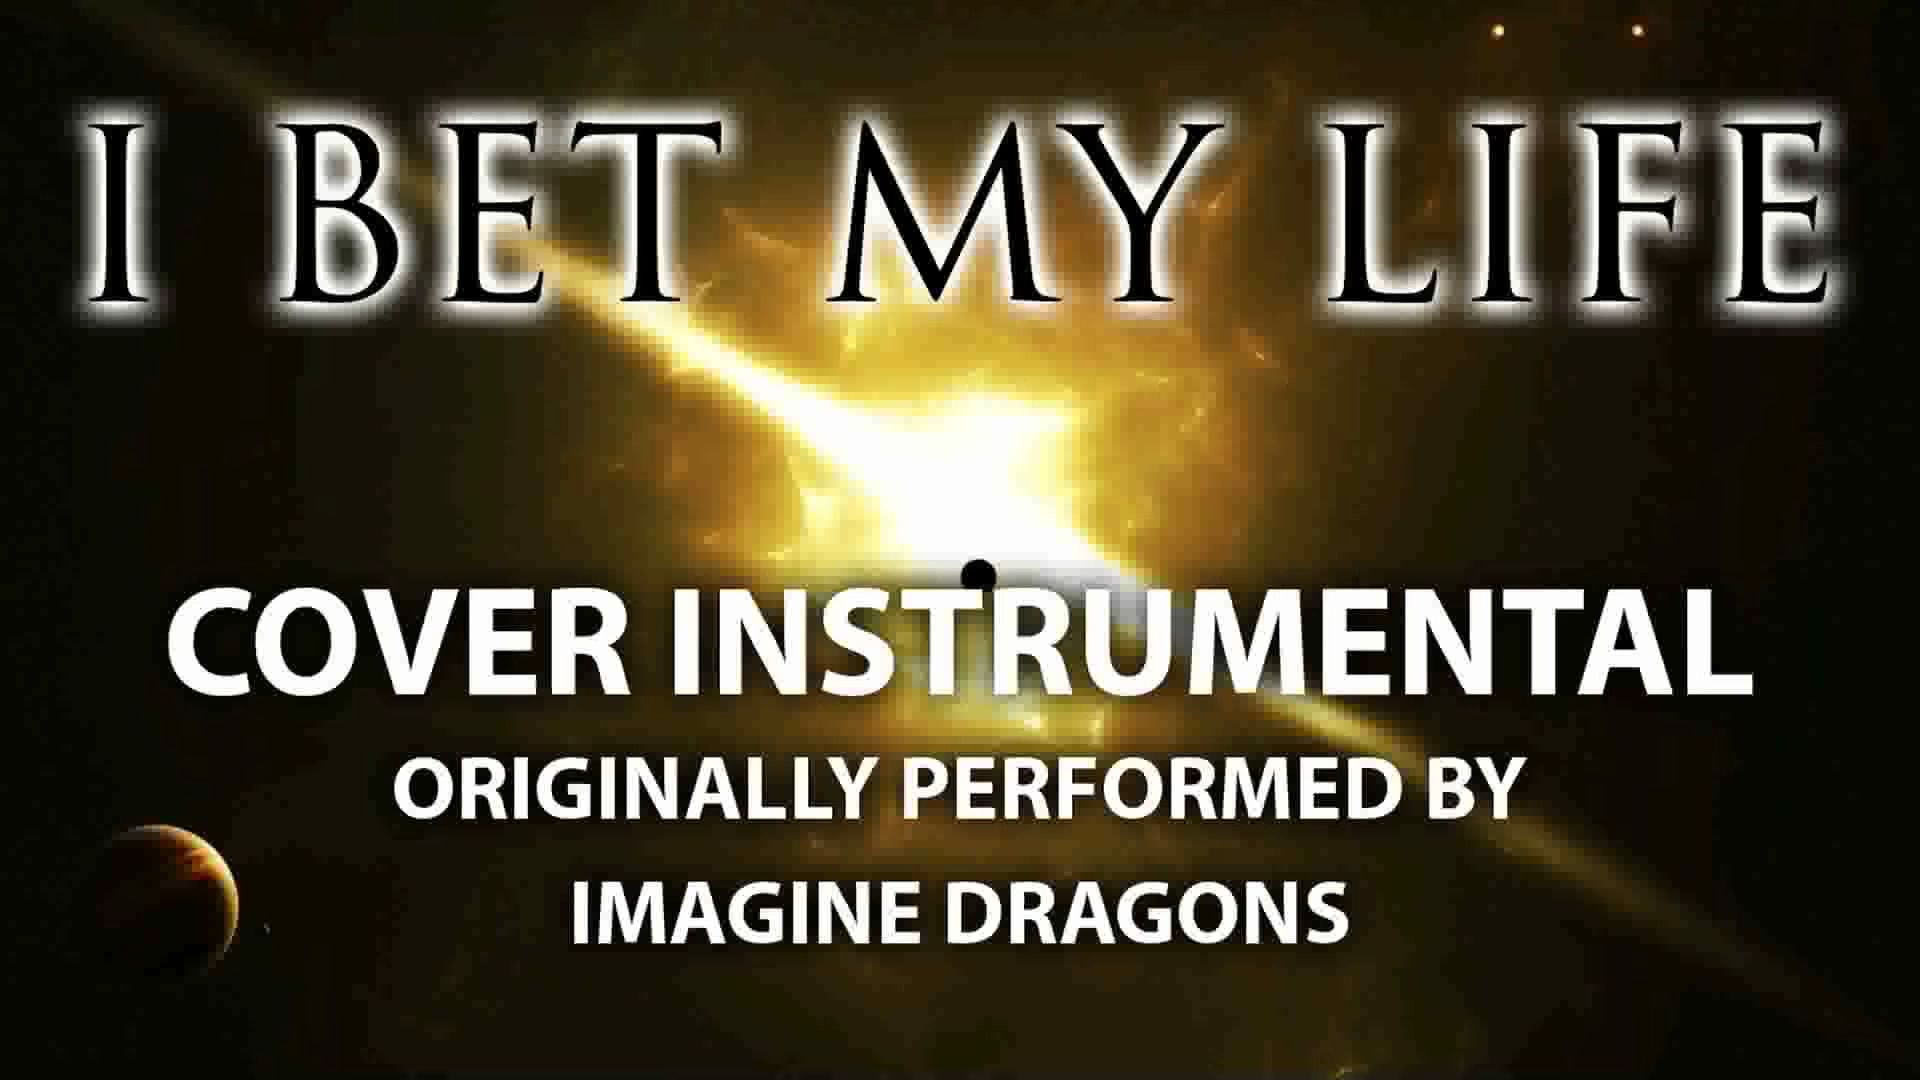 I BET MY LIFE
COVER INSTRUMENTAL
ORIGINALLY PERFORMED BY
IMAGINE DRAGONS